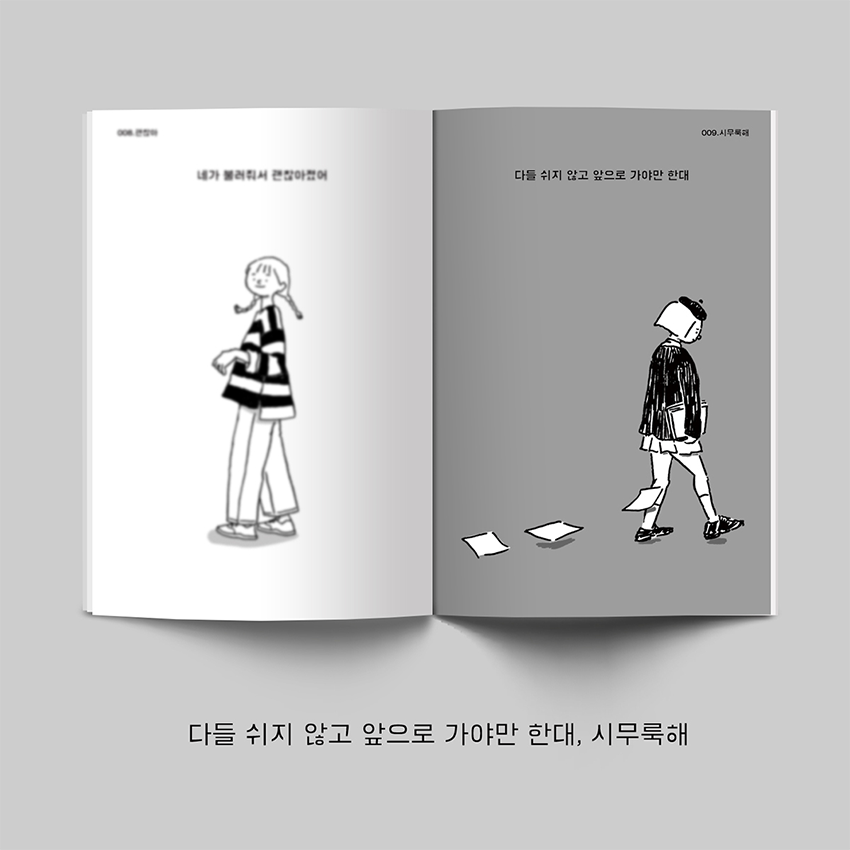 008.괜찮아
네가 불러줘서 괜찮아졌어
009.시무룩해
다들 쉬지 않고 앞으로 가야만 한대
다들 쉬지 않고 앞으로 가야만 한대, 시무룩해